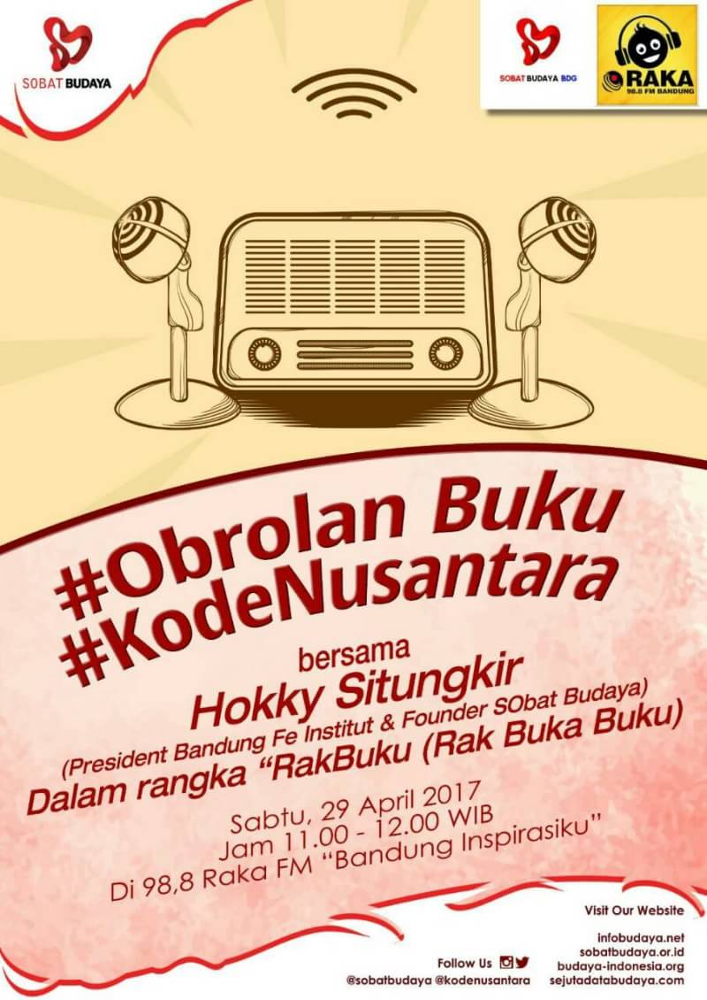 SOBAT BUDAYA
SOBAT BUDAYA BDG
ORAKA
98.8 FM BANDUNG
#Obrolan Buku
#KodeNusantara
bersama
Hokky Situngkir
(President Bandung Fe Institut & Founder SObat Budaya)
Dalam rangka “RakBuku (Rak Buka Buku)
Sabtu, 29 April 2017
Jam 11.00 - 12.00 WIB
Di 98,8 Raka FM “Bandung Inspirasiku”
Visit Our Website
infobudaya.net
sobatbudaya.or.id
budaya-indonesia.org
sejutadatabudaya.com
Follow Us
@sobatbudaya @kodenusantara